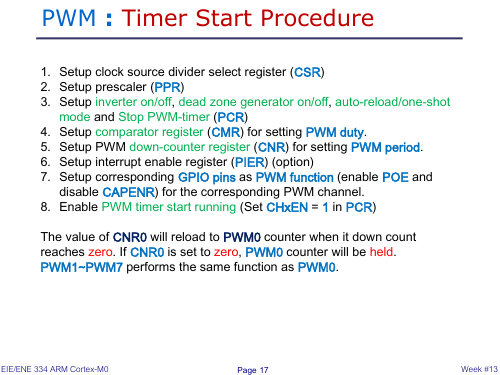 PWM : Timer Start Procedure
1. Setup clock source divider select register (CSR)
2. Setup prescaler (PPR)
3. Setup inverter on/off, dead zone generator on/off, auto-reload/one-shot
mode and Stop PWM-timer (PCR)
4. Setup comparator register (CMR) for setting PWM duty.
5. Setup PWM down-counter register (CNR) for setting PWM period.
6. Setup interrupt enable register (PIER) (option)
7. Setup corresponding GPIO pins as PWM function (enable POE and
disable CAPENR) for the corresponding PWM channel.
8. Enable PWM timer start running (Set CHxEN = 1 in PCR)
The value of CNR0 will reload to PWM0 counter when it down count
reaches zero. If CNR0 is set to zero, PWM0 counter will be held.
PWM1~PWM7 performs the same function as PWM0.
EIE/ENE 334 ARM Cortex-M0
Page 17
Week #13